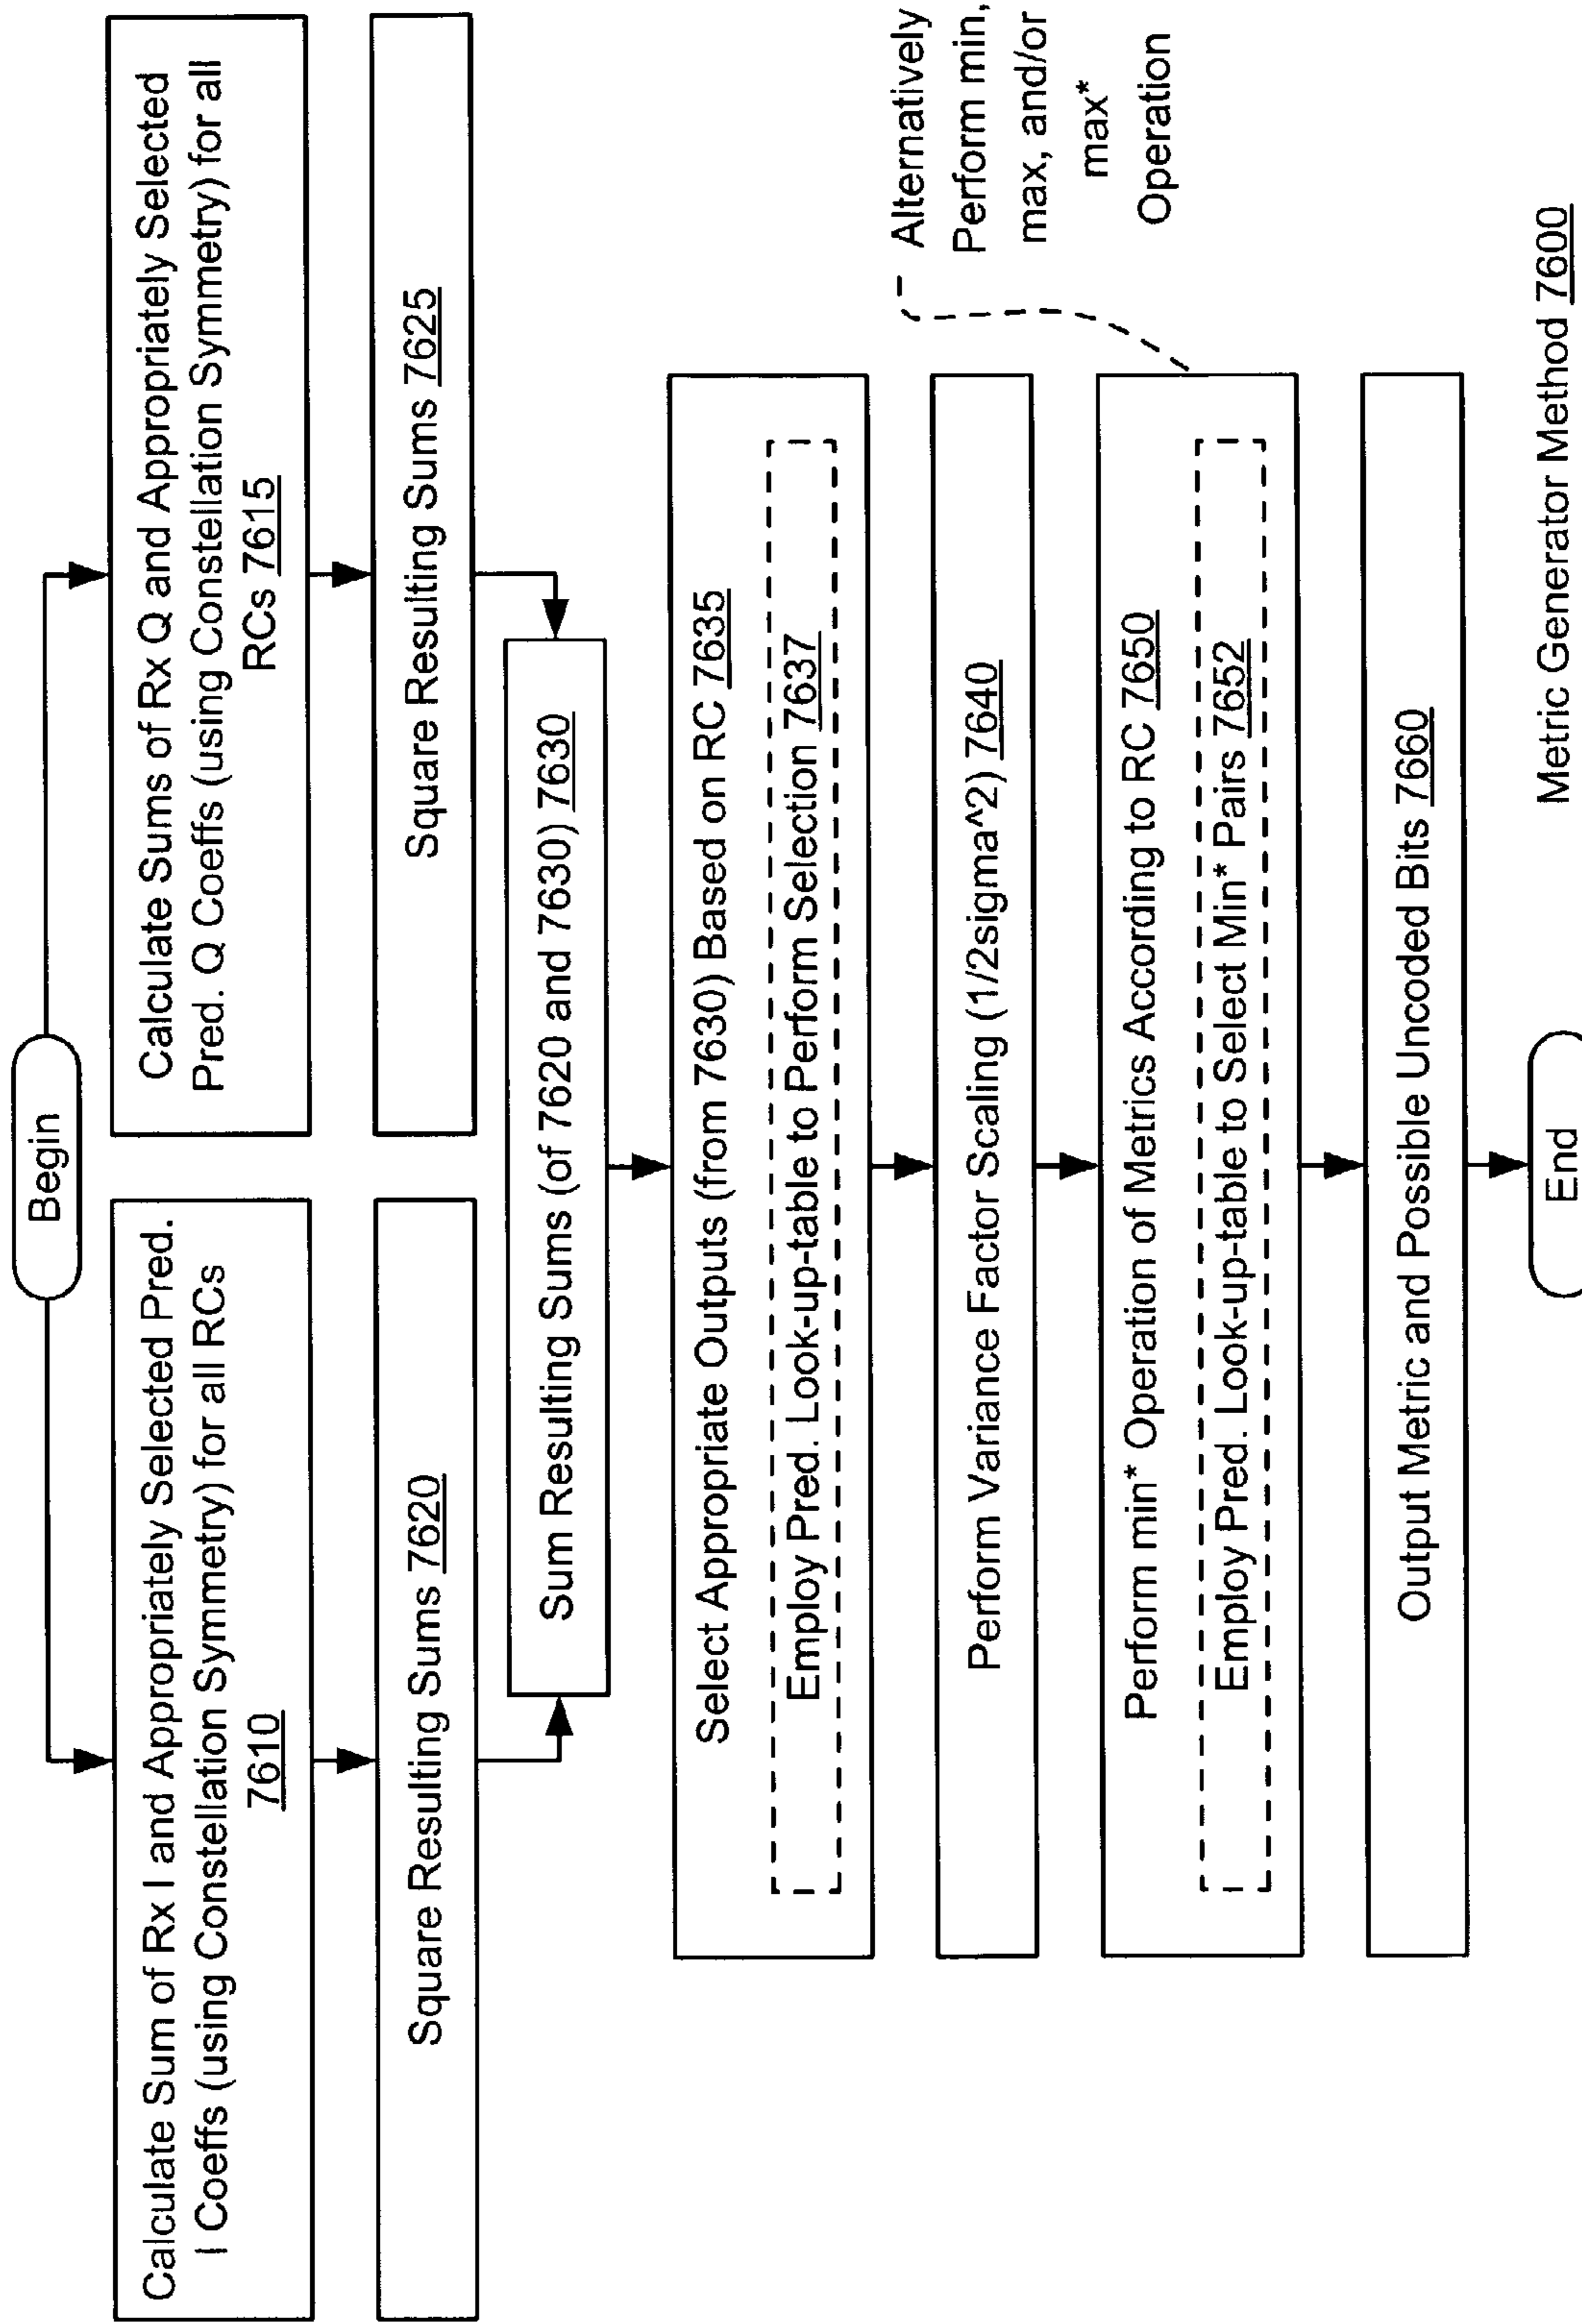 Begin
Calculate Sum of Rx I and Appropriately Selected Pred.
I Coeffs (using Constellation Symmetry) for all RCs
7610
Calculate Sums of Rx Q and Appropriately Selected
Pred. Q Coeffs (using Constellation Symmetry) for all
RCs 7615
Square Resulting Sums 7620
Square Resulting Sums 7625
Sum Resulting Sums (of 7620 and 7630) 7630
Select Appropriate Outputs (from 7630) Based on RC 7635
Employ Pred. Look-up-table to Perform Selection 7637
Perform Variance Factor Scaling (1/2sigma^2) 7640
Perform min* Operation of Metrics According to RC 7650
Employ Pred. Look-up-table to Select Min* Pairs 7652
Alternatively
Perform min,
max, and/or
max*
Operation
Output Metric and Possible Uncoded Bits 7660
End
Metric Generator Method 7600